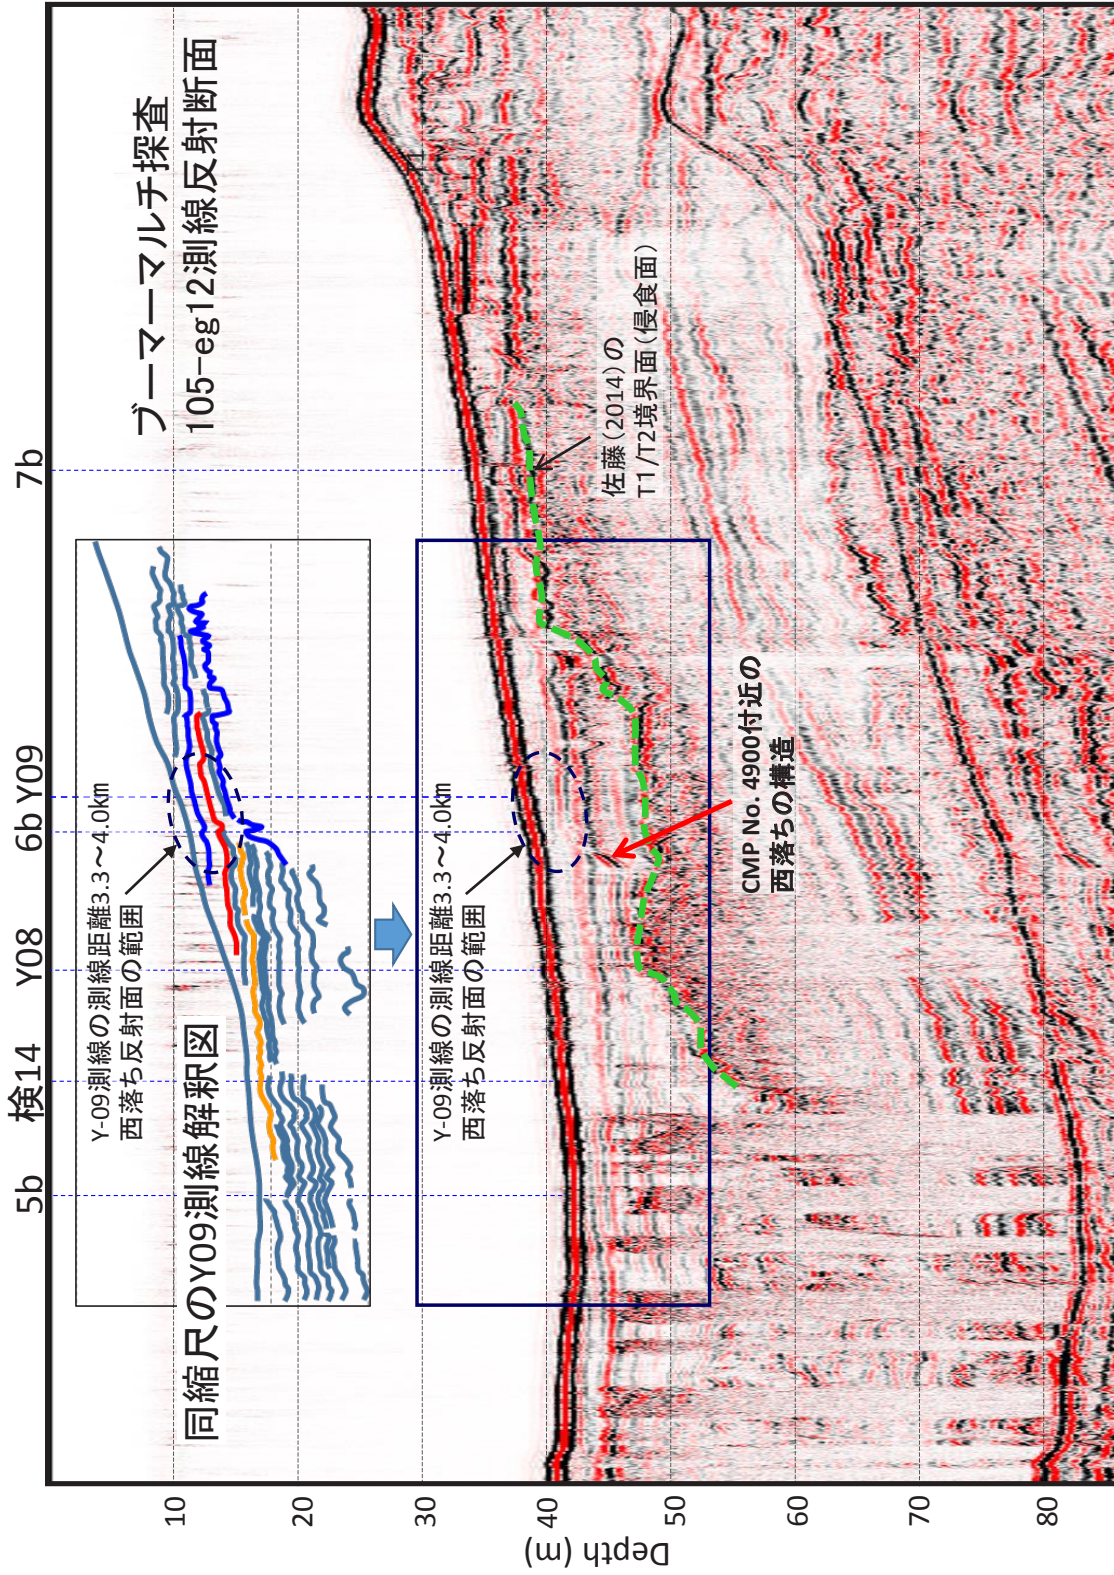 ブーマーマルチ探査
105-eg12測線反射断面
5b
検14
Y08
6b
Y09
7b
同縮尺のY09測線解釈図
Y-09測線の測線距離3.3～4.0㎞
西落ち反射面の範囲
Y-09測線の測線距離3.3～4.0㎞
西落ち反射面の範囲
佐藤(2014)の
T1/T2境界面(侵食面)
CMP No. 4900付近の
西落ちの構造
Depth (m)
10
20
30
40
50
60
70
80